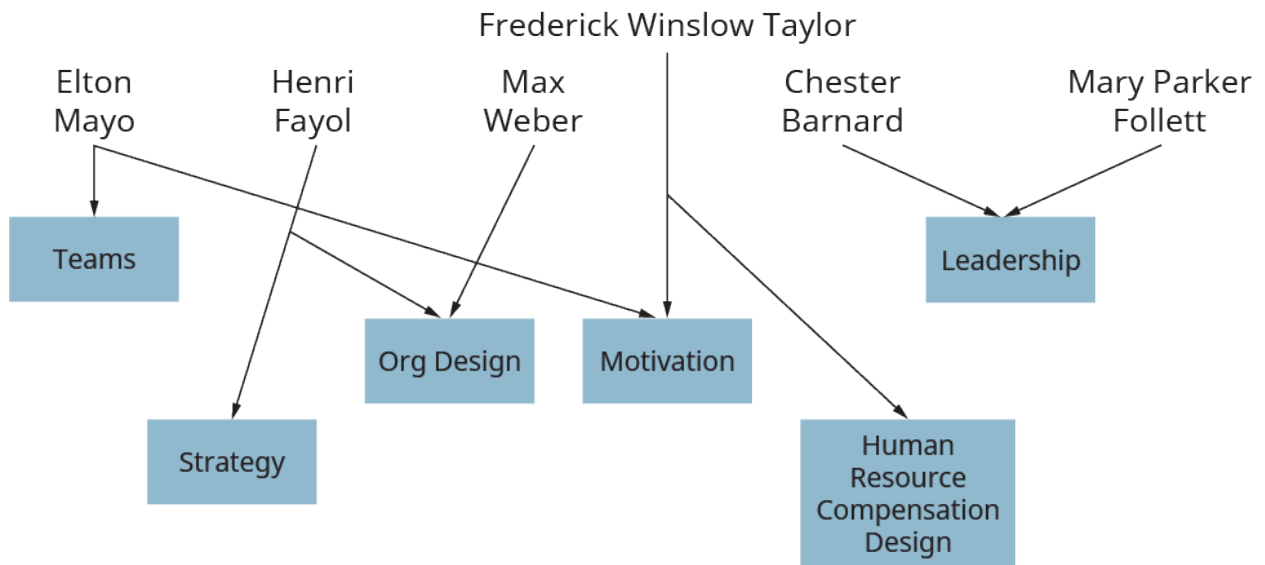 Frederick Winslow Taylor
Elton
Mayo
Henri
Fayol
Max
Weber
Chester
Barnard
Mary Parker
Follett
Teams
Leadership
Org Design
Motivation
Strategy
Human
Resource
Compensation
Design